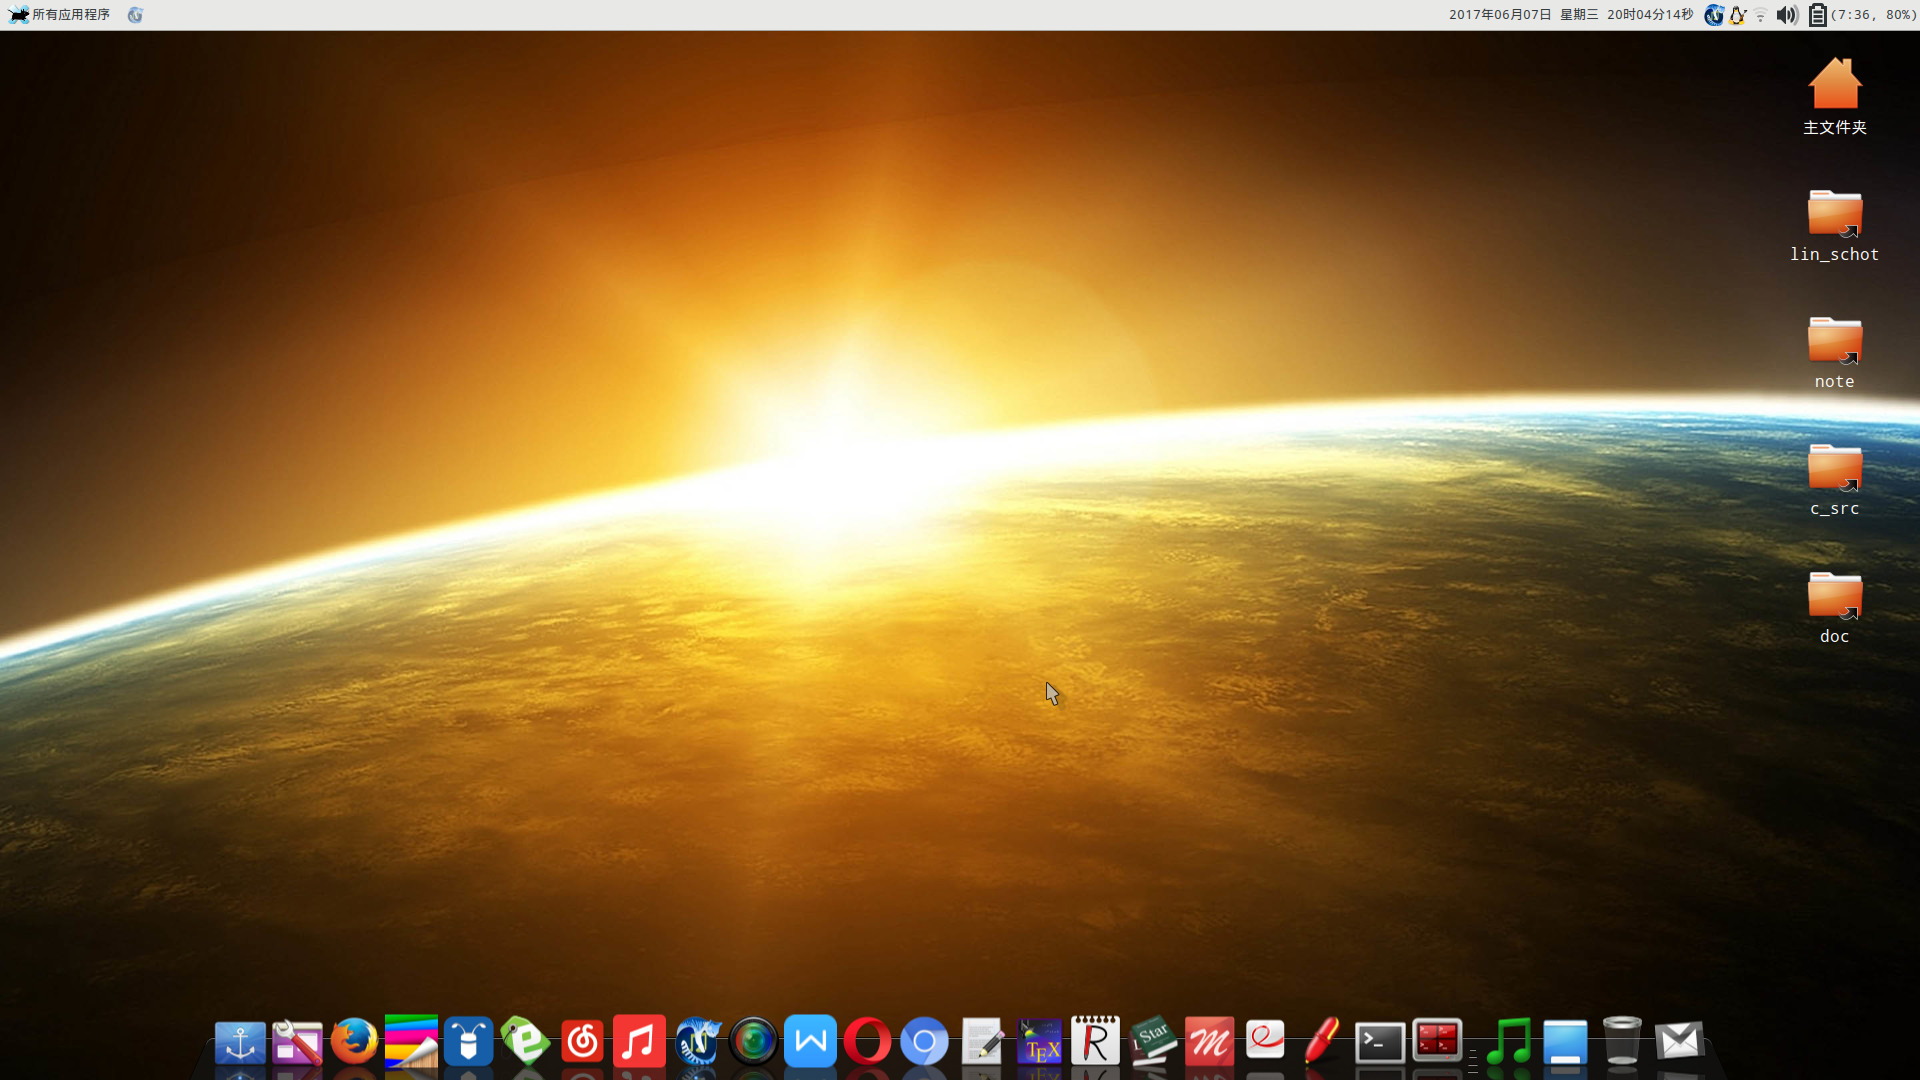 所有应用程序
2017年06月07日 星期三 20时04分14秒
(7:36, 80%)
主文件夹
lin_schot
note
c_src
doc
e
W
TEX
R
Star
M
e
>_